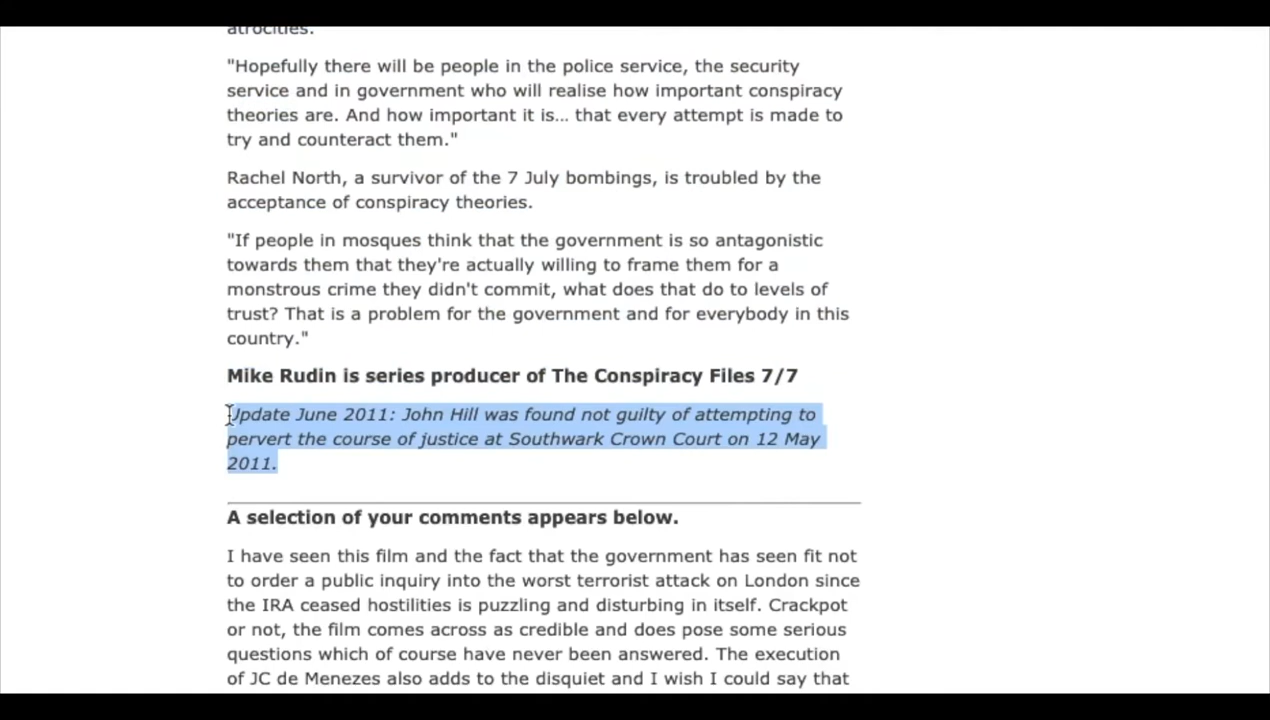 atrocities.
"Hopefully there will be people in the police service, the security
service and in government who will realise how important conspiracy
theories are. And how important it is... that every attempt is made to
try and counteract them."
Rachel North, a survivor of the 7 July bombings, is troubled by the
acceptance of conspiracy theories.
"If people in mosques think that the government is so antagonistic
towards them that they're actually willing to frame them for a
monstrous crime they didn't commit, what does that do to levels of
trust? That is a problem for the government and for everybody in this
country."
Mike Rudin is series producer of The Conspiracy Files 7/7
Update June 2011: John Hill was found not guilty of attempting to
pervert the course of justice at Southwark Crown Court on 12 May
2011.
A selection of your comments appears below.
I have seen this film and the fact that the government has seen fit not
to order a public inquiry into the worst terrorist attack on London since
the IRA ceased hostilities is puzzling and disturbing in itself. Crackpot
or not, the film comes across as credible and does pose some serious
questions which of course have never been answered. The execution
of JC de Menezes also adds to the disquiet and I wish I could say that